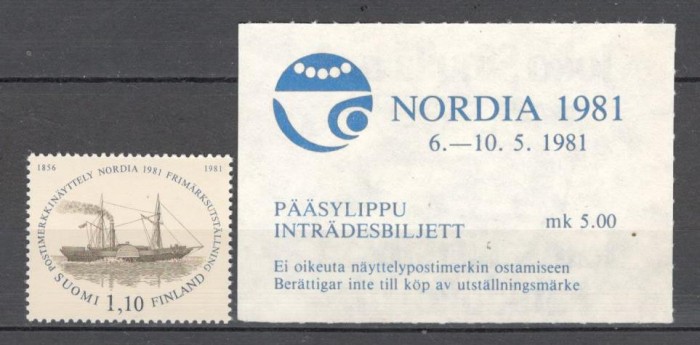 1856 1981
POSTIMERKKINÄYTTELY NORDIA 1981 FRIMÄRKSUTSTÄLLNING
SUOMI FINLAND
1,10
NORDIA 1981
6.—10. 5. 1981
PÄÄSYLIPPU
INTRÄDESBILJETT
mk 5.00
Ei oikeuta näyttelypostimerkin ostamiseen
Berättigar inte till köp av utställningsmärke